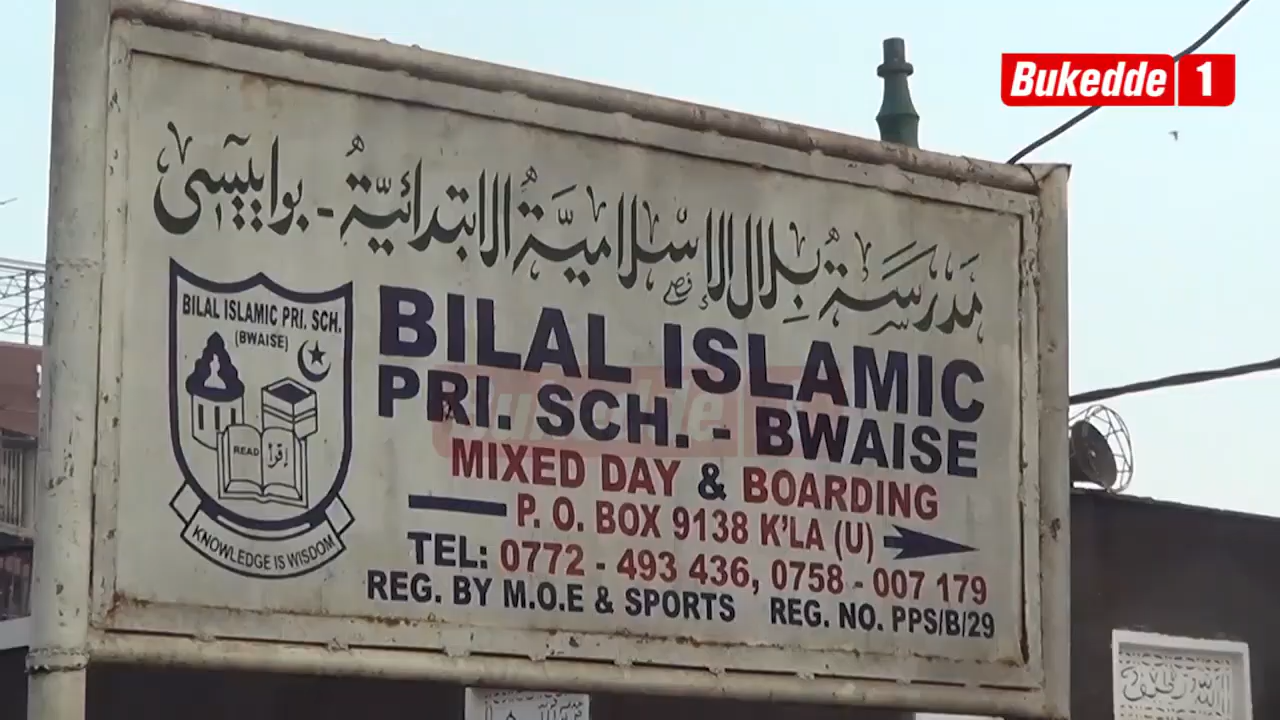 Bukedde 1
مدرسة بلال الإسلامية الابتدائية - بوابيسى
BILAL ISLAMIC PRI. SCH.
(BWAISE)
READ
اقرأ
KNOWLEDGE IS WISDOM
BILAL ISLAMIC
PRI. SCH. - BWAISE
MIXED DAY & BOARDING
P. O. BOX 9138 K'LA (U)
TEL: 0772 - 493 436, 0758 - 007 179
REG. BY M.O.E & SPORTS REG. NO. PPS/B/29